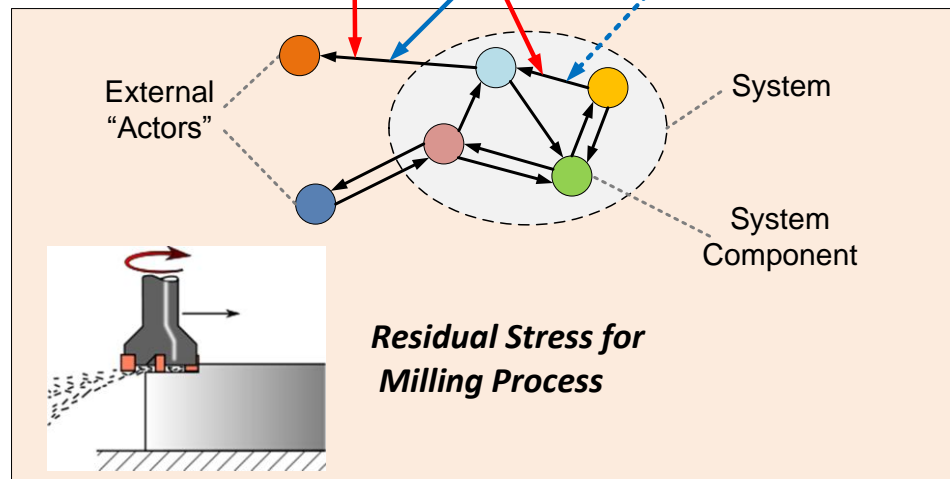 External
“Actors”
System
System
Component
Residual Stress for
Milling Process